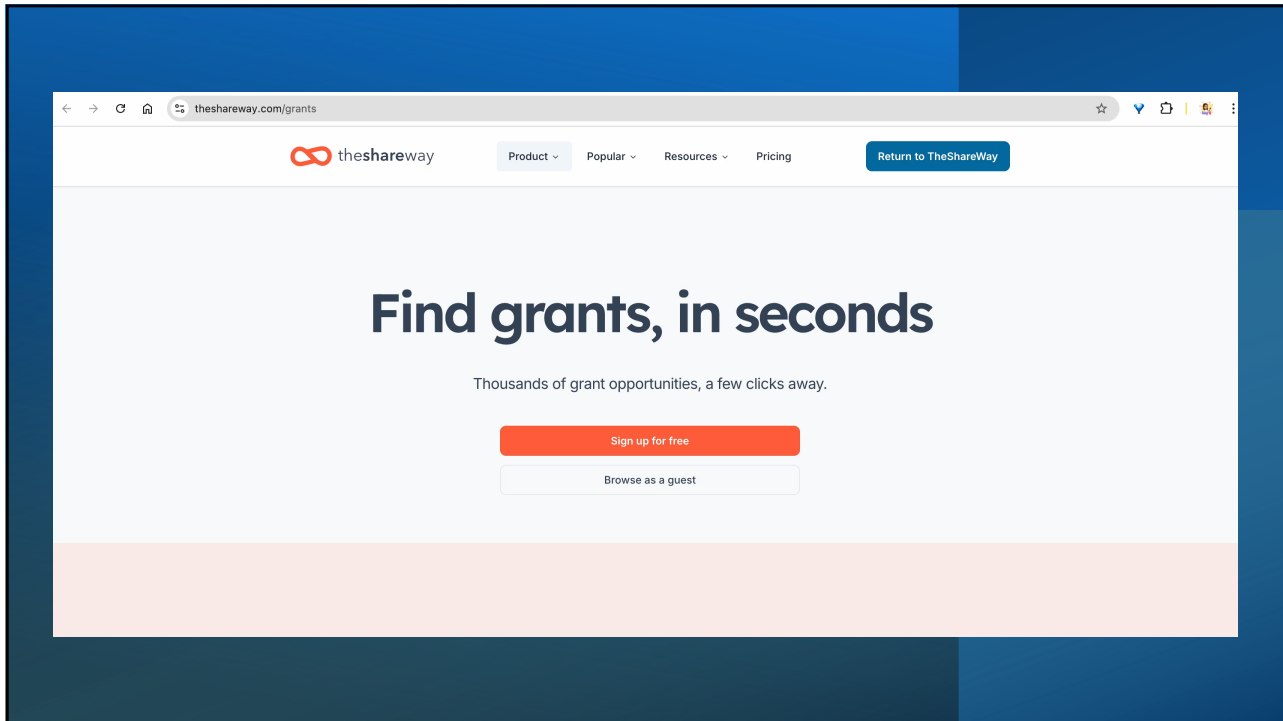 theshareway.com/grants
theshareway
Product
Popular
Resources
Pricing
Return to TheShareWay
Find grants, in seconds
Thousands of grant opportunities, a few clicks away.
Sign up for free
Browse as a guest